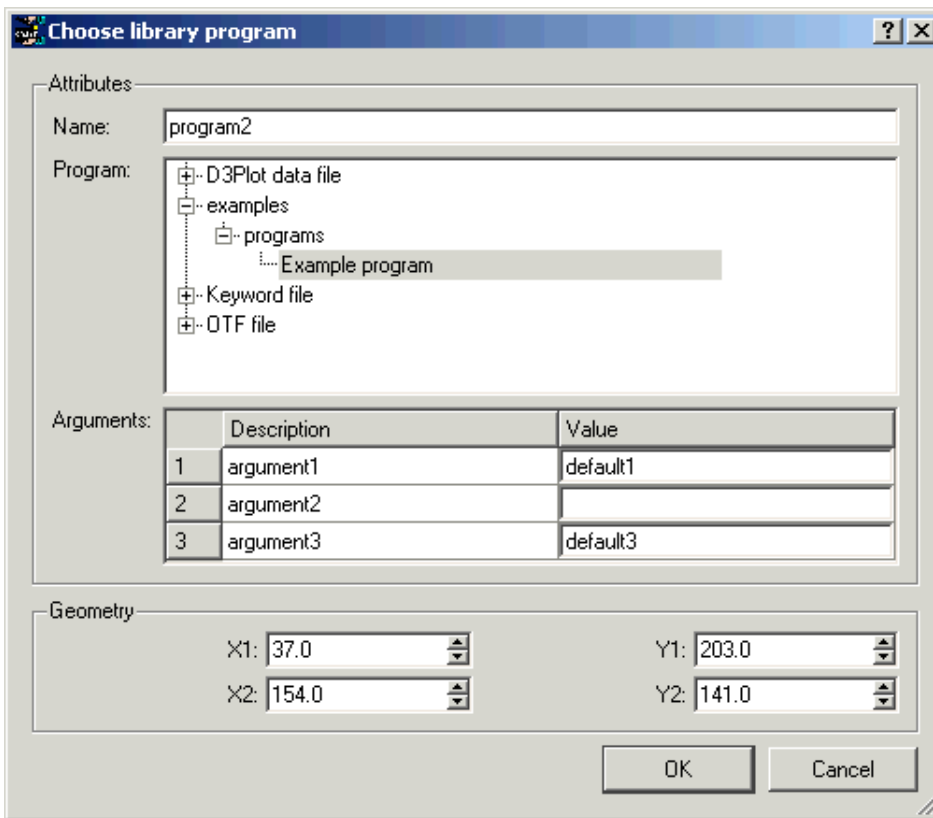 Choose library program
Attributes
Name: program2
Program: D3Plot data file
examples
programs
Example program
Keyword file
OTF file
Arguments: Description Value
1 argument1 default1
2 argument2
3 argument3 default3
Geometry
X1: 37.0 Y1: 203.0
X2: 154.0 Y2: 141.0
OK Cancel